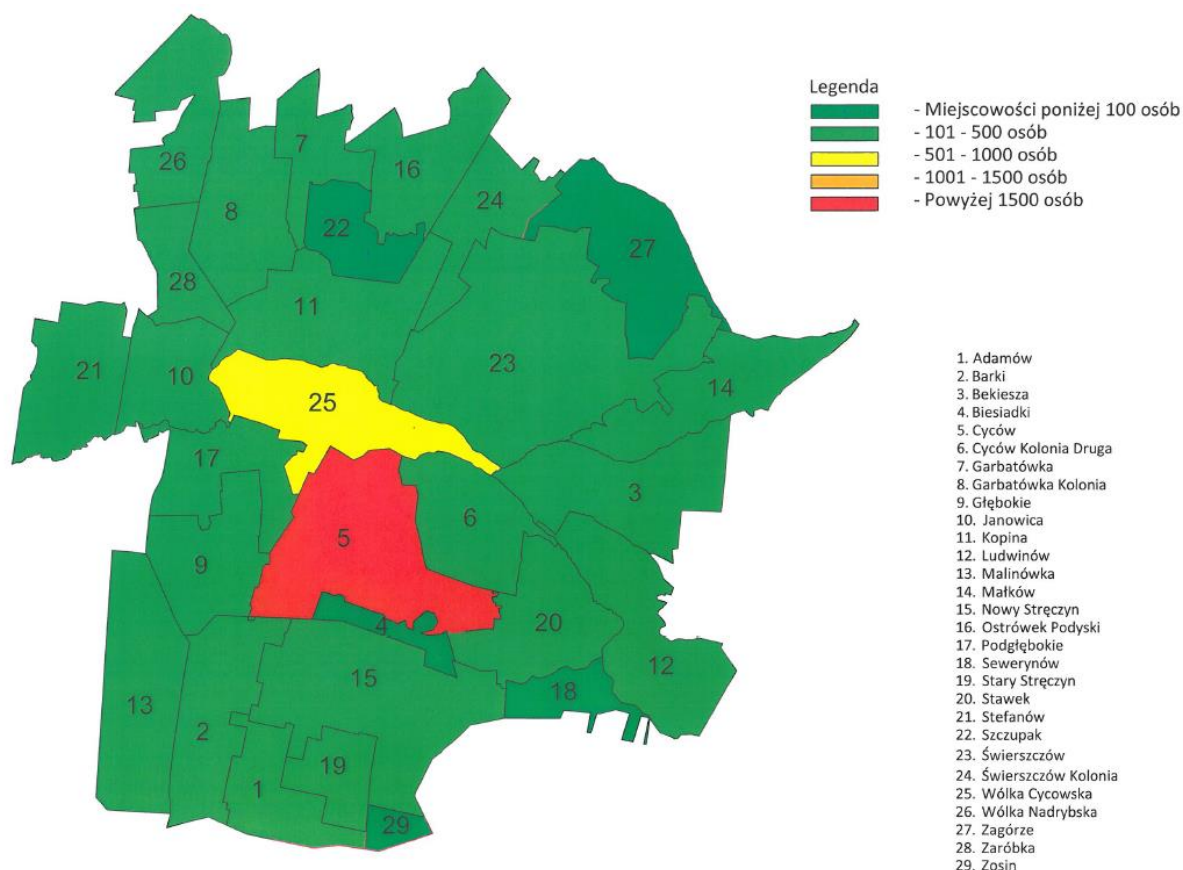 Legenda
- Miejscowości poniżej 100 osób
- 101 - 500 osób
- 501 - 1000 osób
- 1001 - 1500 osób
- Powyżej 1500 osób
26
7
16
8
24
22
27
28
11
21
10
23
14
25
17
3
6
5
9
4
20
12
15
18
13
2
19
1
29
1. Adamów
2. Barki
3. Bekiesza
4. Biesiadki
5. Cyców
6. Cyców Kolonia Druga
7. Garbatówka
8. Garbatówka Kolonia
9. Głębokie
10. Janowica
11. Kopina
12. Ludwinów
13. Malinówka
14. Małków
15. Nowy Stręczyn
16. Ostrówek Podyski
17. Podgłębokie
18. Sewerynów
19. Stary Stręczyn
20. Stawek
21. Stefanów
22. Szczupak
23. Świerszczów
24. Świerszczów Kolonia
25. Wólka Cycowska
26. Wólka Nadrybska
27. Zagórze
28. Zaróbka
29. Zosin